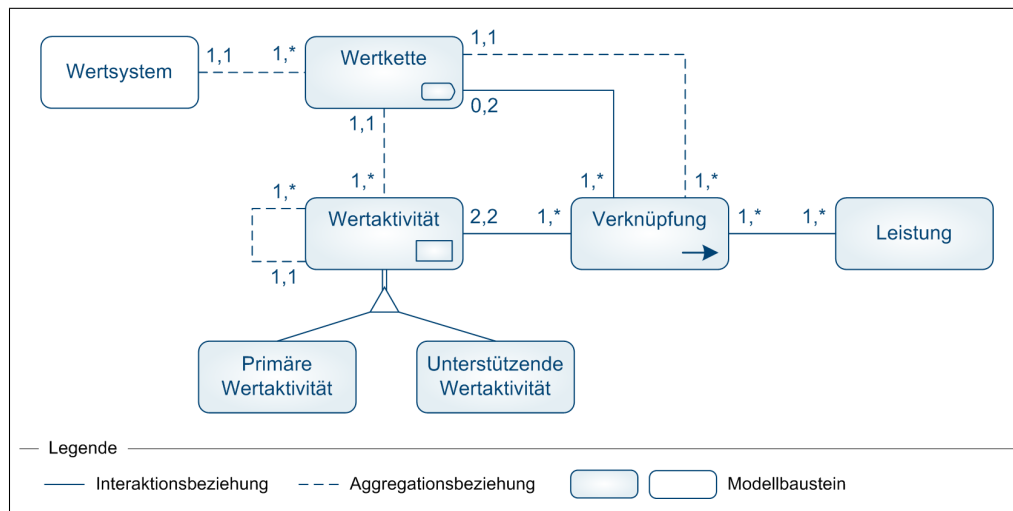 Wertsystem
1,1
1,*
Wertkette
1,1
0,2
1,1
1,*
1,*
1,*
1,*
Wertaktivität
2,2
1,*
Verknüpfung
1,*
1,*
Leistung
1,1
Primäre
Wertaktivität
Unterstützende
Wertaktivität
Legende
Interaktionsbeziehung
Aggregationsbeziehung
Modellbaustein